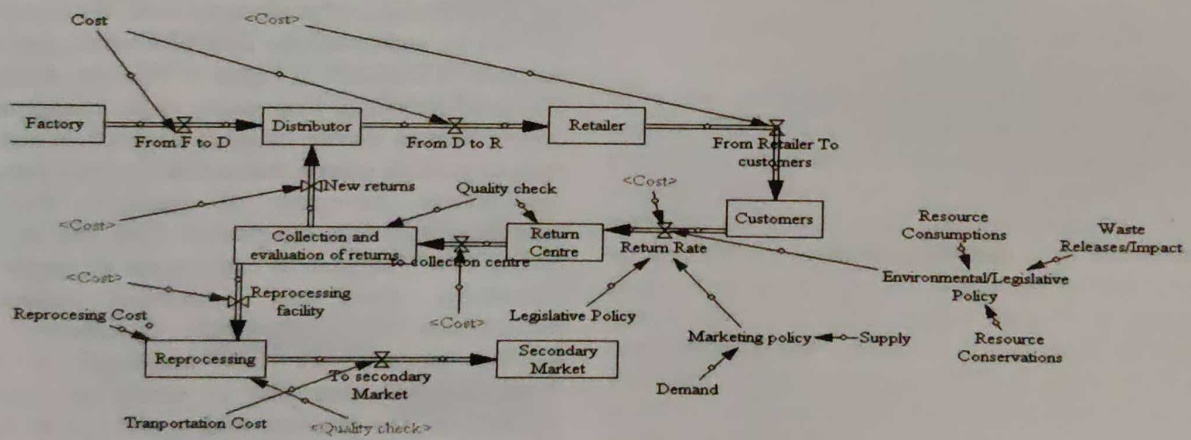 Cost
<Cost>
Factory
From F to D
Distributor
From D to R
Retailer
From Retailer To
customers
New returns
Quality check
<Cost>
<Cost>
Customers
Collection and
evaluation of returns
to collection centre
Return
Centre
Return Rate
Resource
Consumptions
Waste
Releases/Impact
<Cost>
Reprocessing
facility
<Cost>
Legislative Policy
Environmental/Legislative
Policy
Reprocesing Cost
Reprocessing
To secondary
Market
Secondary
Market
Marketing policy
Supply
Resource
Conservations
Demand
Tranportation Cost
<Quality check>